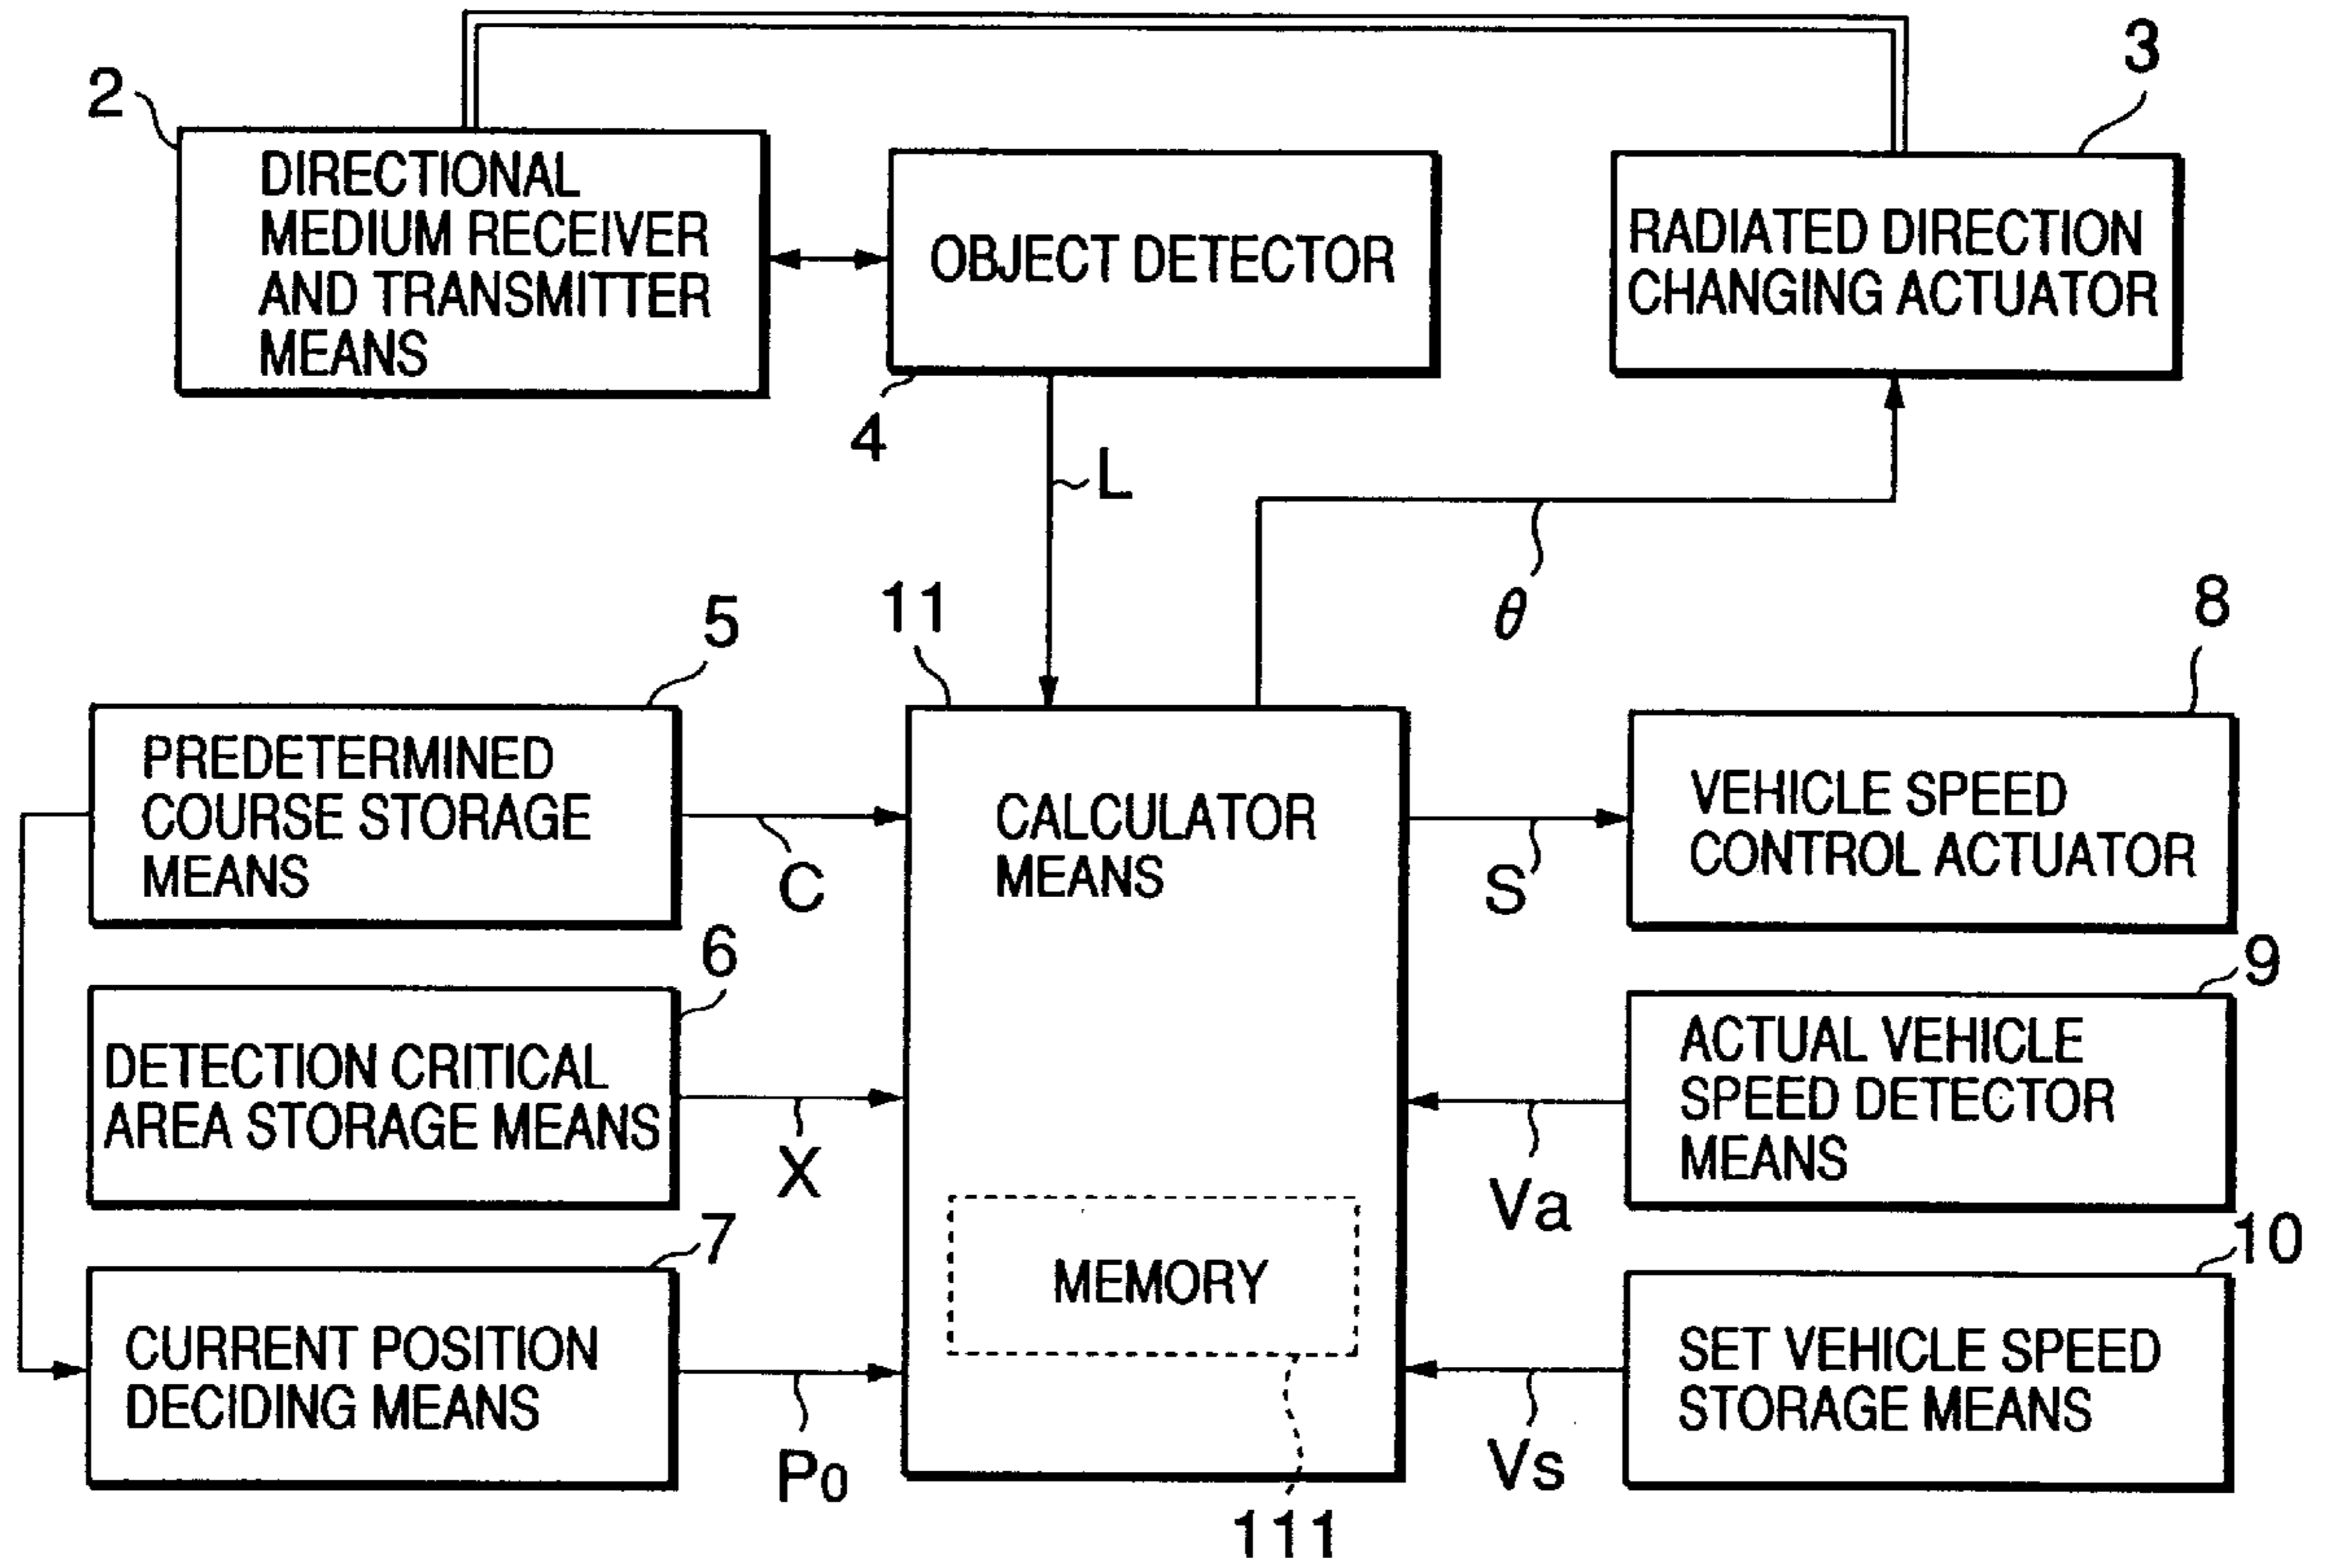 2
DIRECTIONAL
MEDIUM RECEIVER
AND TRANSMITTER
MEANS
OBJECT DETECTOR
4
3
RADIATED DIRECTION
CHANGING ACTUATOR
L
θ
5
PREDETERMINED
COURSE STORAGE
MEANS
C
11
CALCULATOR
MEANS
S
8
VEHICLE SPEED
CONTROL ACTUATOR
6
DETECTION CRITICAL
AREA STORAGE MEANS
X
9
ACTUAL VEHICLE
SPEED DETECTOR
MEANS
Va
7
CURRENT POSITION
DECIDING MEANS
P0
MEMORY
111
10
SET VEHICLE SPEED
STORAGE MEANS
Vs